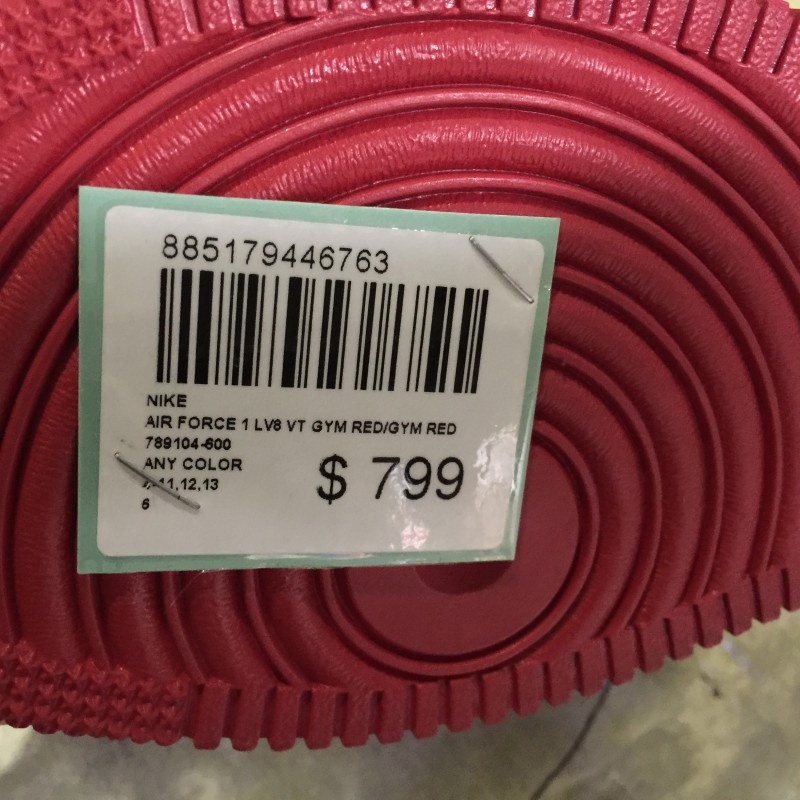 885179446763
NIKE
AIR FORCE 1 LV8 VT GYM RED/GYM RED
789104-600
ANY COLOR
11,12,13
6
$ 799